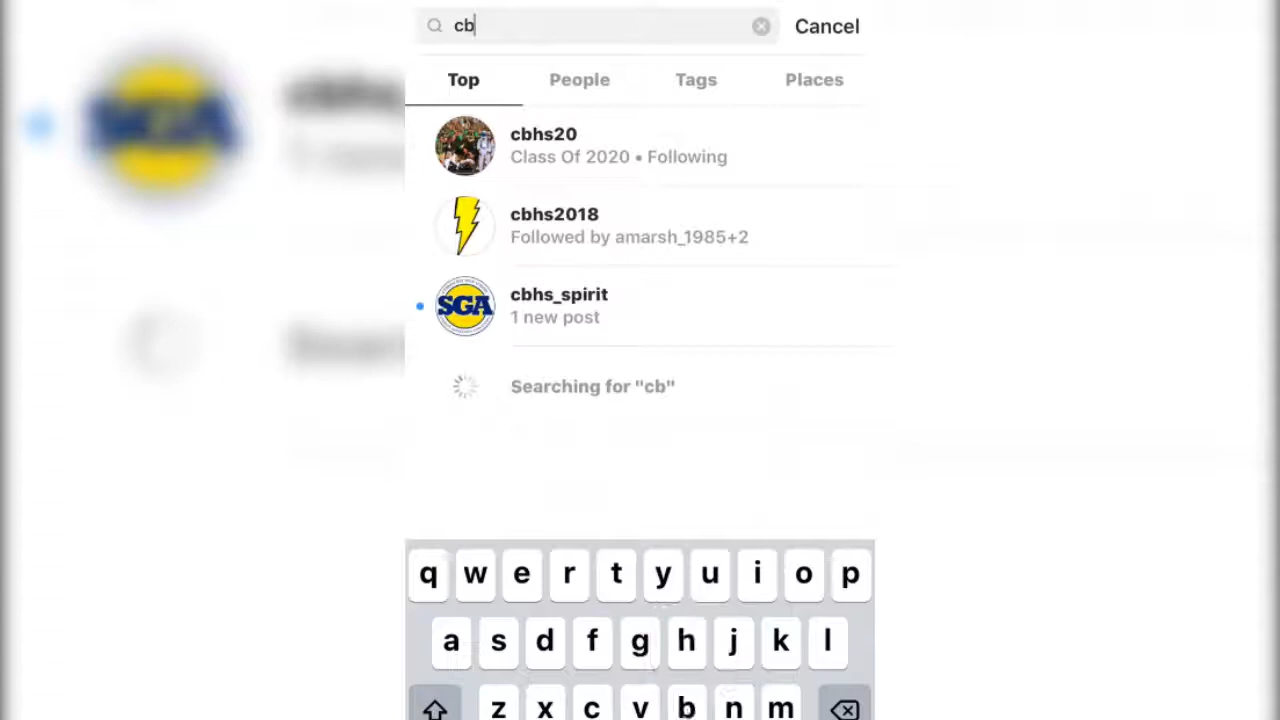 cb
Cancel
Top People Tags Places
cbhs20
Class Of 2020 • Following
cbhs2018
Followed by amarsh_1985+2
SGA
cbhs_spirit
1 new post
Searching for "cb"
q w e r t y u i o p
a s d f g h j k l
z x c v b n m